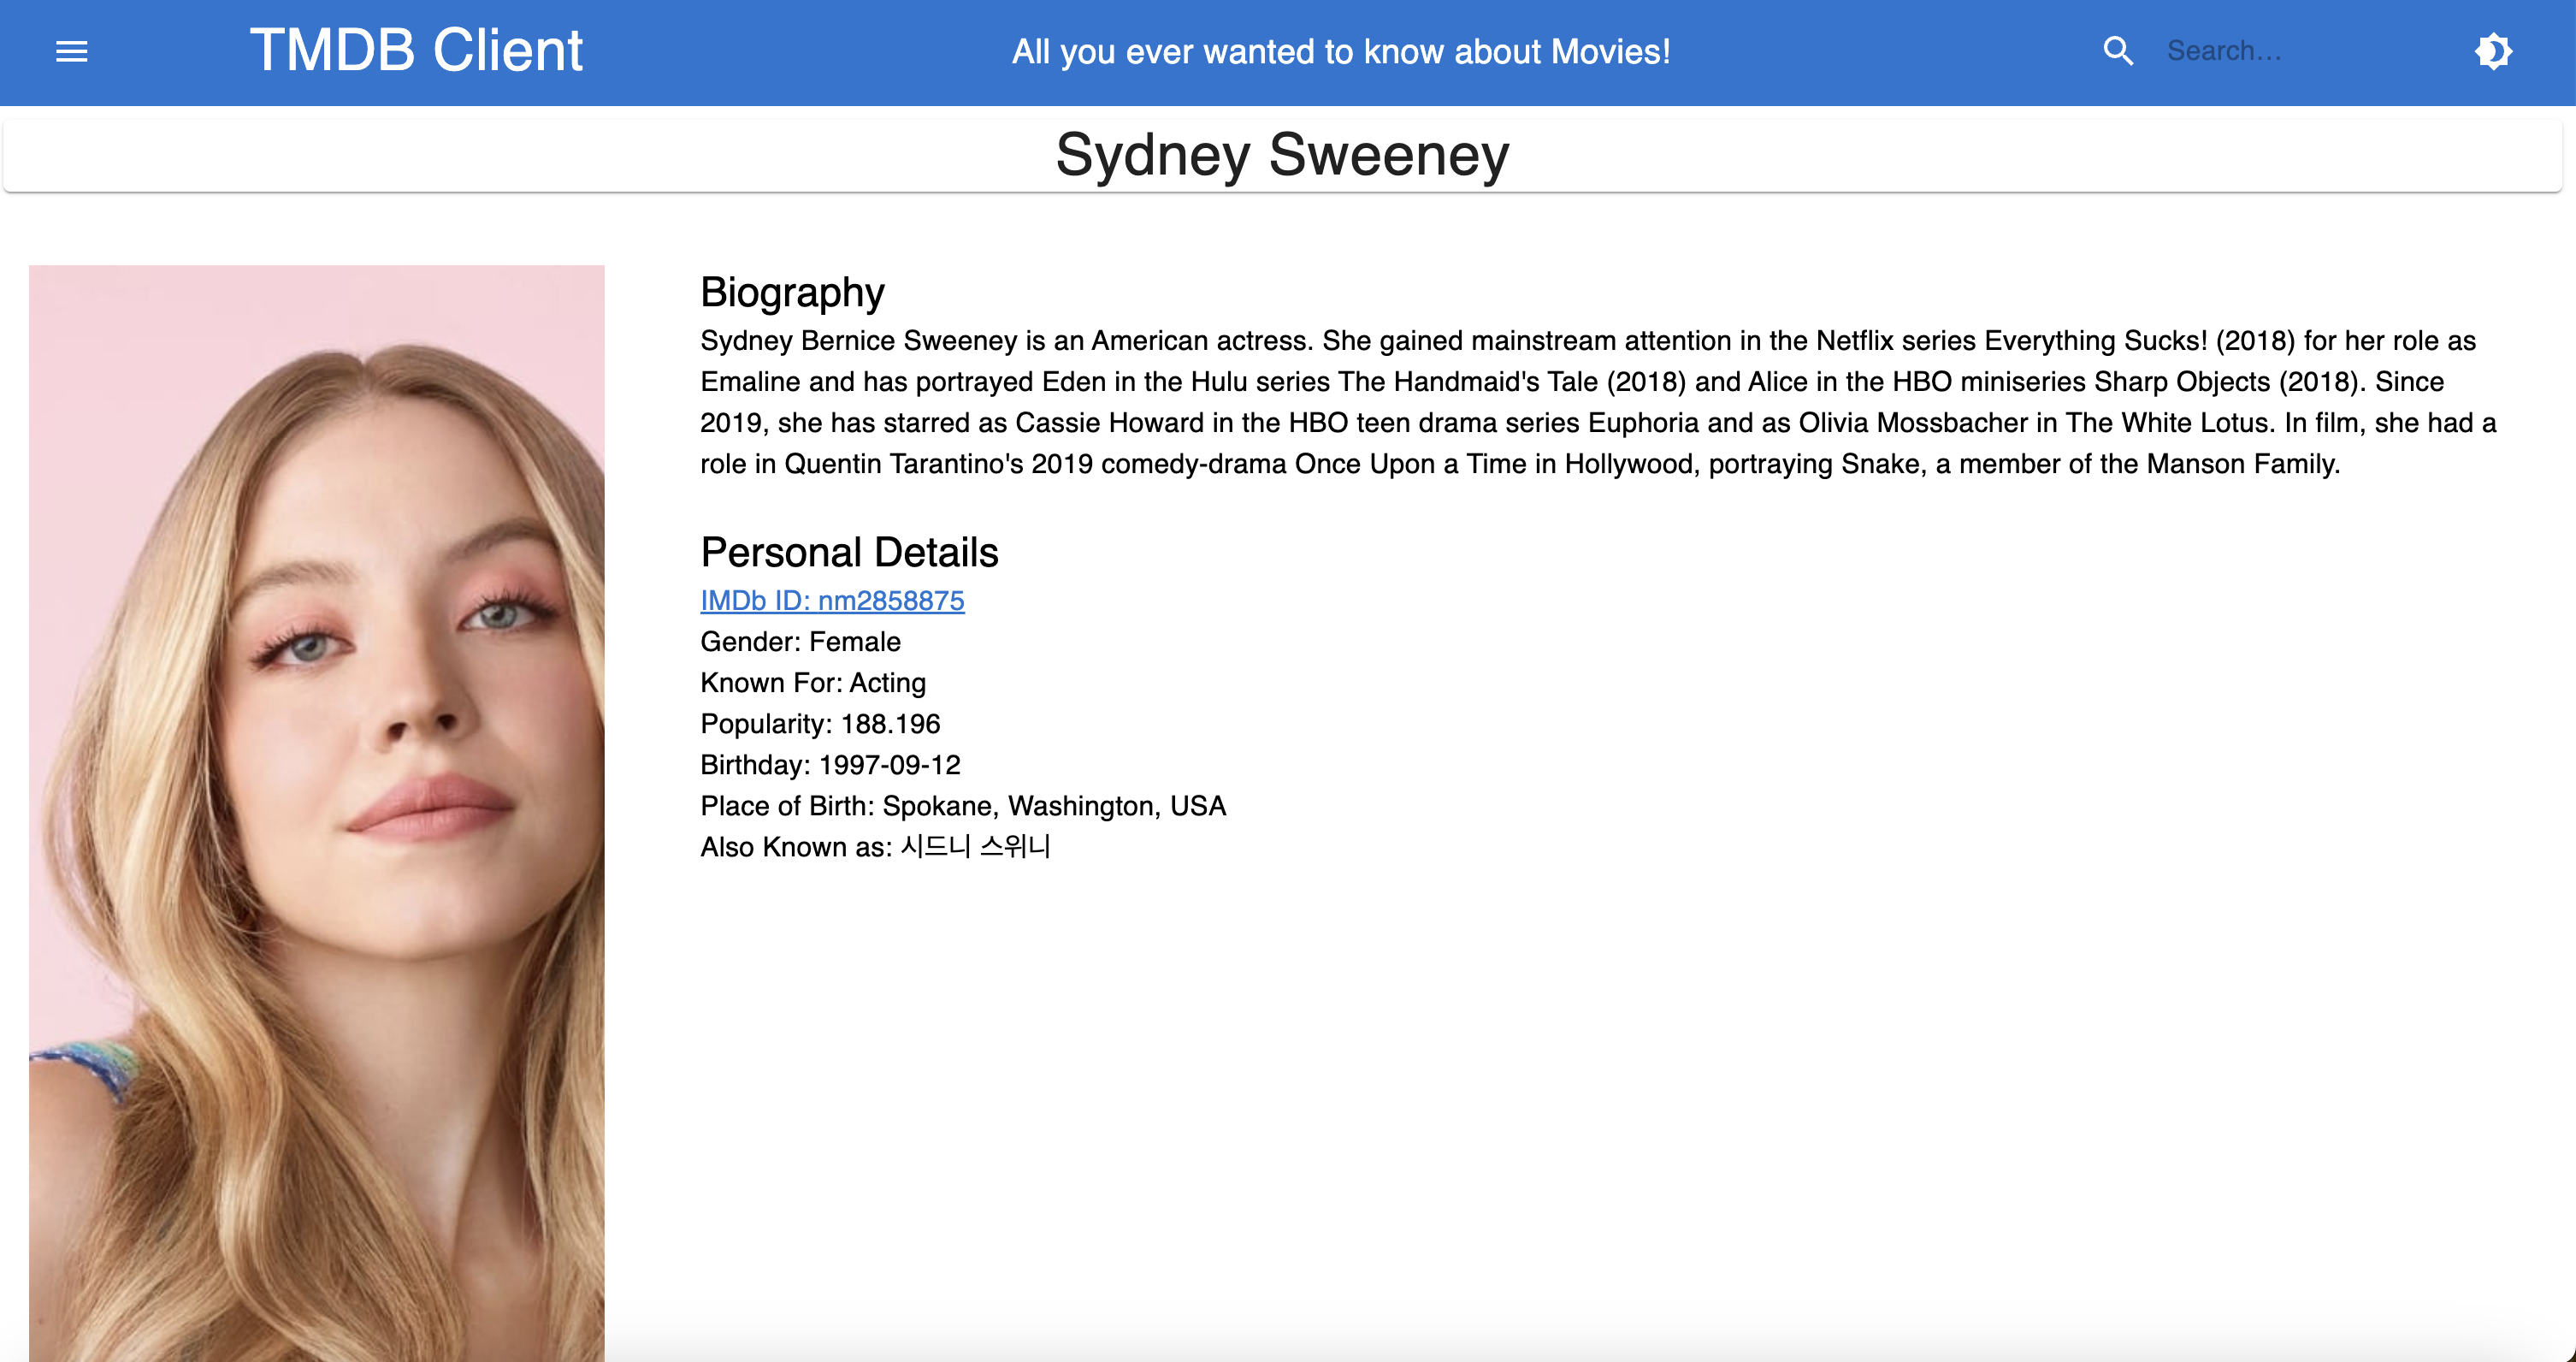 TMDB Client
All you ever wanted to know about Movies!
Search...
Sydney Sweeney
Biography
Sydney Bernice Sweeney is an American actress. She gained mainstream attention in the Netflix series Everything Sucks! (2018) for her role as
Emaline and has portrayed Eden in the Hulu series The Handmaid's Tale (2018) and Alice in the HBO miniseries Sharp Objects (2018). Since
2019, she has starred as Cassie Howard in the HBO teen drama series Euphoria and as Olivia Mossbacher in The White Lotus. In film, she had a
role in Quentin Tarantino's 2019 comedy-drama Once Upon a Time in Hollywood, portraying Snake, a member of the Manson Family.
Personal Details
IMDb ID: nm2858875
Gender: Female
Known For: Acting
Popularity: 188.196
Birthday: 1997-09-12
Place of Birth: Spokane, Washington, USA
Also Known as: 시드니 스위니